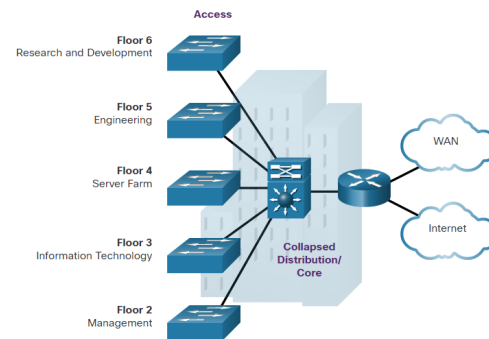 Access
Floor 6
Research and Development
Floor 5
Engineering
Floor 4
Server Farm
Floor 3
Information Technology
Floor 2
Management
Collapsed
Distribution/
Core
WAN
Internet